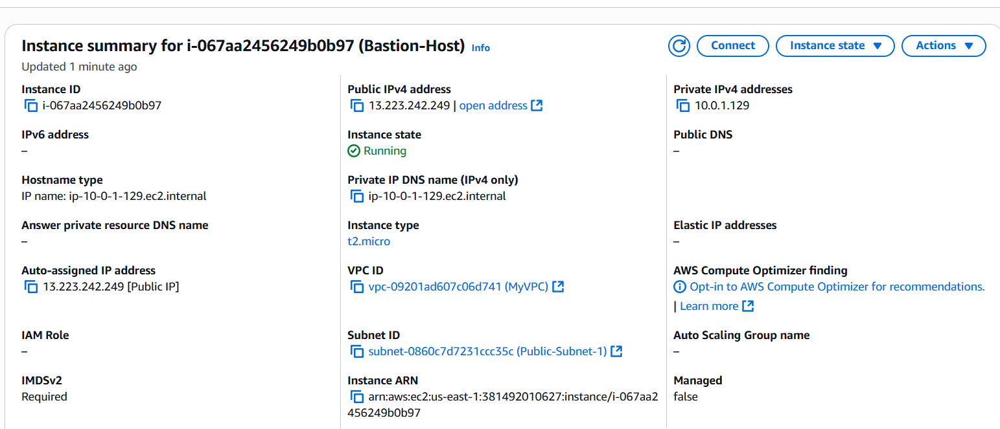 Instance summary for i-067aa2456249b0b97 (Bastion-Host) Info
Connect
Instance state
Actions
Updated 1 minute ago
Instance ID
i-067aa2456249b0b97
Public IPv4 address
13.223.242.249 | open address
Private IPv4 addresses
10.0.1.129
IPv6 address
–
Instance state
Running
Public DNS
–
Hostname type
IP name: ip-10-0-1-129.ec2.internal
Private IP DNS name (IPv4 only)
ip-10-0-1-129.ec2.internal
Answer private resource DNS name
–
Instance type
t2.micro
Elastic IP addresses
–
Auto-assigned IP address
13.223.242.249 [Public IP]
VPC ID
vpc-09201ad607c06d741 (MyVPC)
AWS Compute Optimizer finding
Opt-in to AWS Compute Optimizer for recommendations.
| Learn more
IAM Role
–
Subnet ID
subnet-0860c7d7231ccc35c (Public-Subnet-1)
Auto Scaling Group name
–
IMDSv2
Required
Instance ARN
arn:aws:ec2:us-east-1:381492010627:instance/i-067aa2
456249b0b97
Managed
false